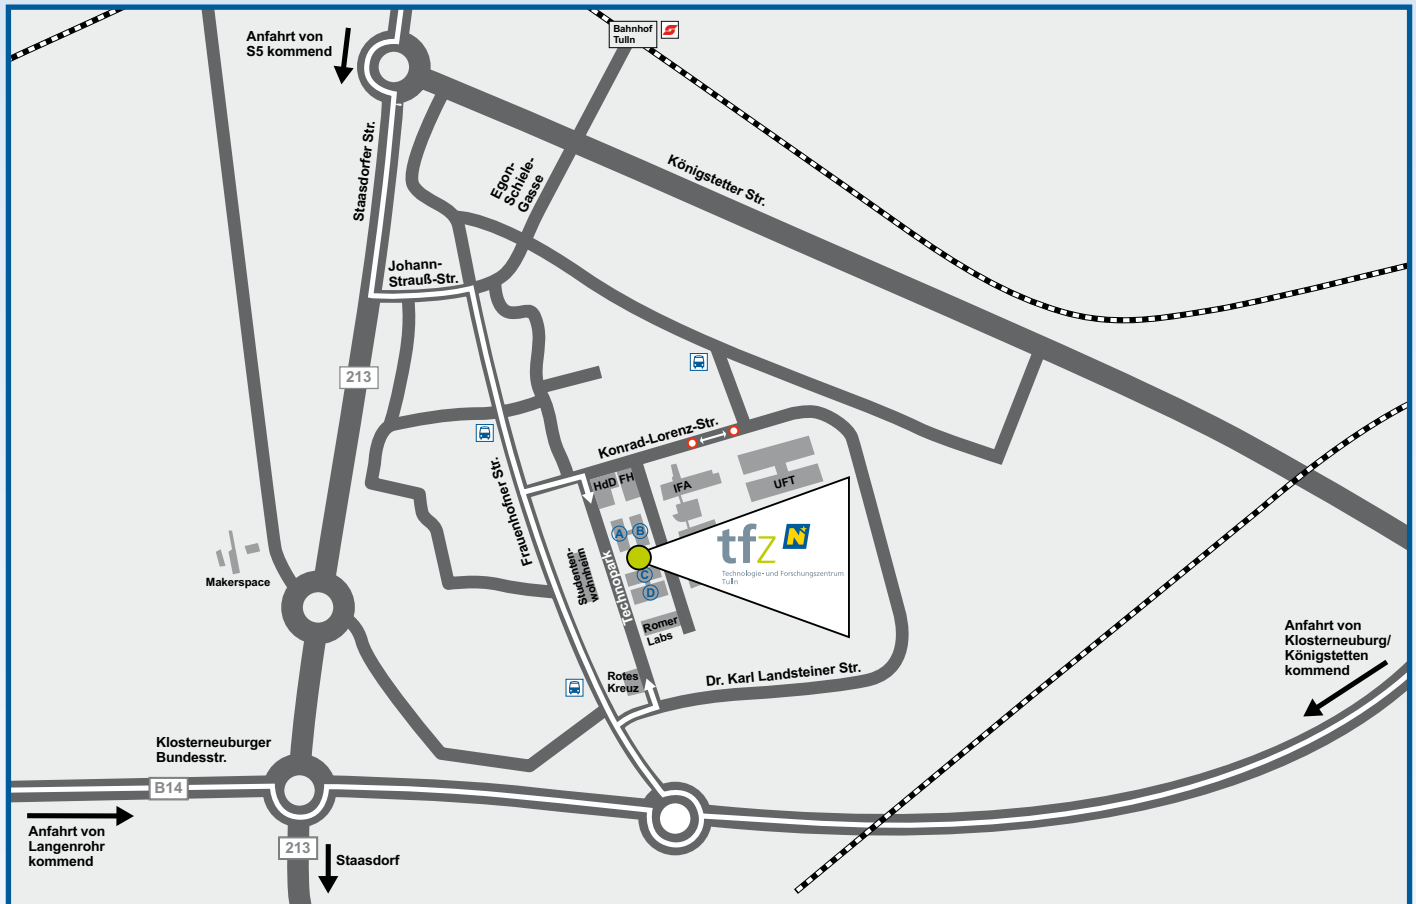 Anfahrt von
S5 kommend
Bahnhof
Tulln
Staasdorfer Str.
Egon-
Schiele-
Gasse
Königstetter Str.
Johann-
Strauß-Str.
213
Konrad-Lorenz-Str.
Frauenhofner Str.
HdD
FH
IFA
UFT
A
B
tfz
N
Technologie- und Forschungszentrum
Tulln
Studenten-
wohnheim
Technopark
C
D
Makerspace
Romer
Labs
Rotes
Kreuz
Dr. Karl Landsteiner Str.
Anfahrt von
Klosterneuburg/
Königstetten
kommend
Klosterneuburger
Bundesstr.
B14
Anfahrt von
Langenrohr
kommend
213
Staasdorf